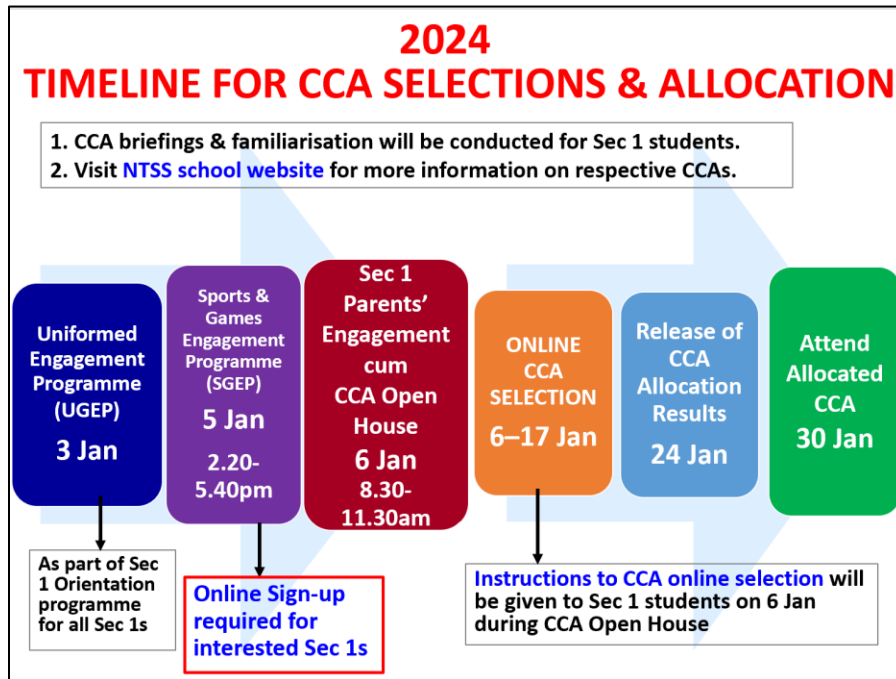 2024
TIMELINE FOR CCA SELECTIONS & ALLOCATION
1. CCA briefings & familiarisation will be conducted for Sec 1 students.
2. Visit NTSS school website for more information on respective CCAs.
Uniformed
Engagement
Programme
(UGEP)
3 Jan
Sports &
Games
Engagement
Programme
(SGEP)
5 Jan
2.20-
5.40pm
Sec 1
Parents’
Engagement
cum
CCA Open
House
6 Jan
8.30-
11.30am
ONLINE
CCA
SELECTION
6–17 Jan
Release of
CCA
Allocation
Results
24 Jan
Attend
Allocated
CCA
30 Jan
As part of Sec
1 Orientation
programme
for all Sec 1s
Online Sign-up
required for
interested Sec 1s
Instructions to CCA online selection will
be given to Sec 1 students on 6 Jan
during CCA Open House